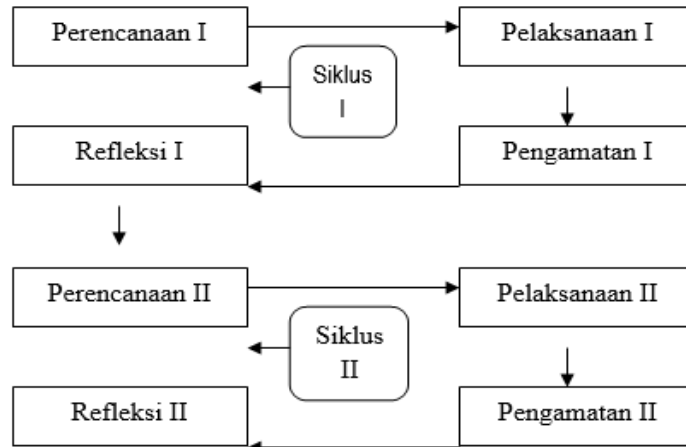 Perencanaan I
Pelaksanaan I
Siklus
I
Refleksi I
Pengamatan I
Perencanaan II
Pelaksanaan II
Siklus
II
Refleksi II
Pengamatan II